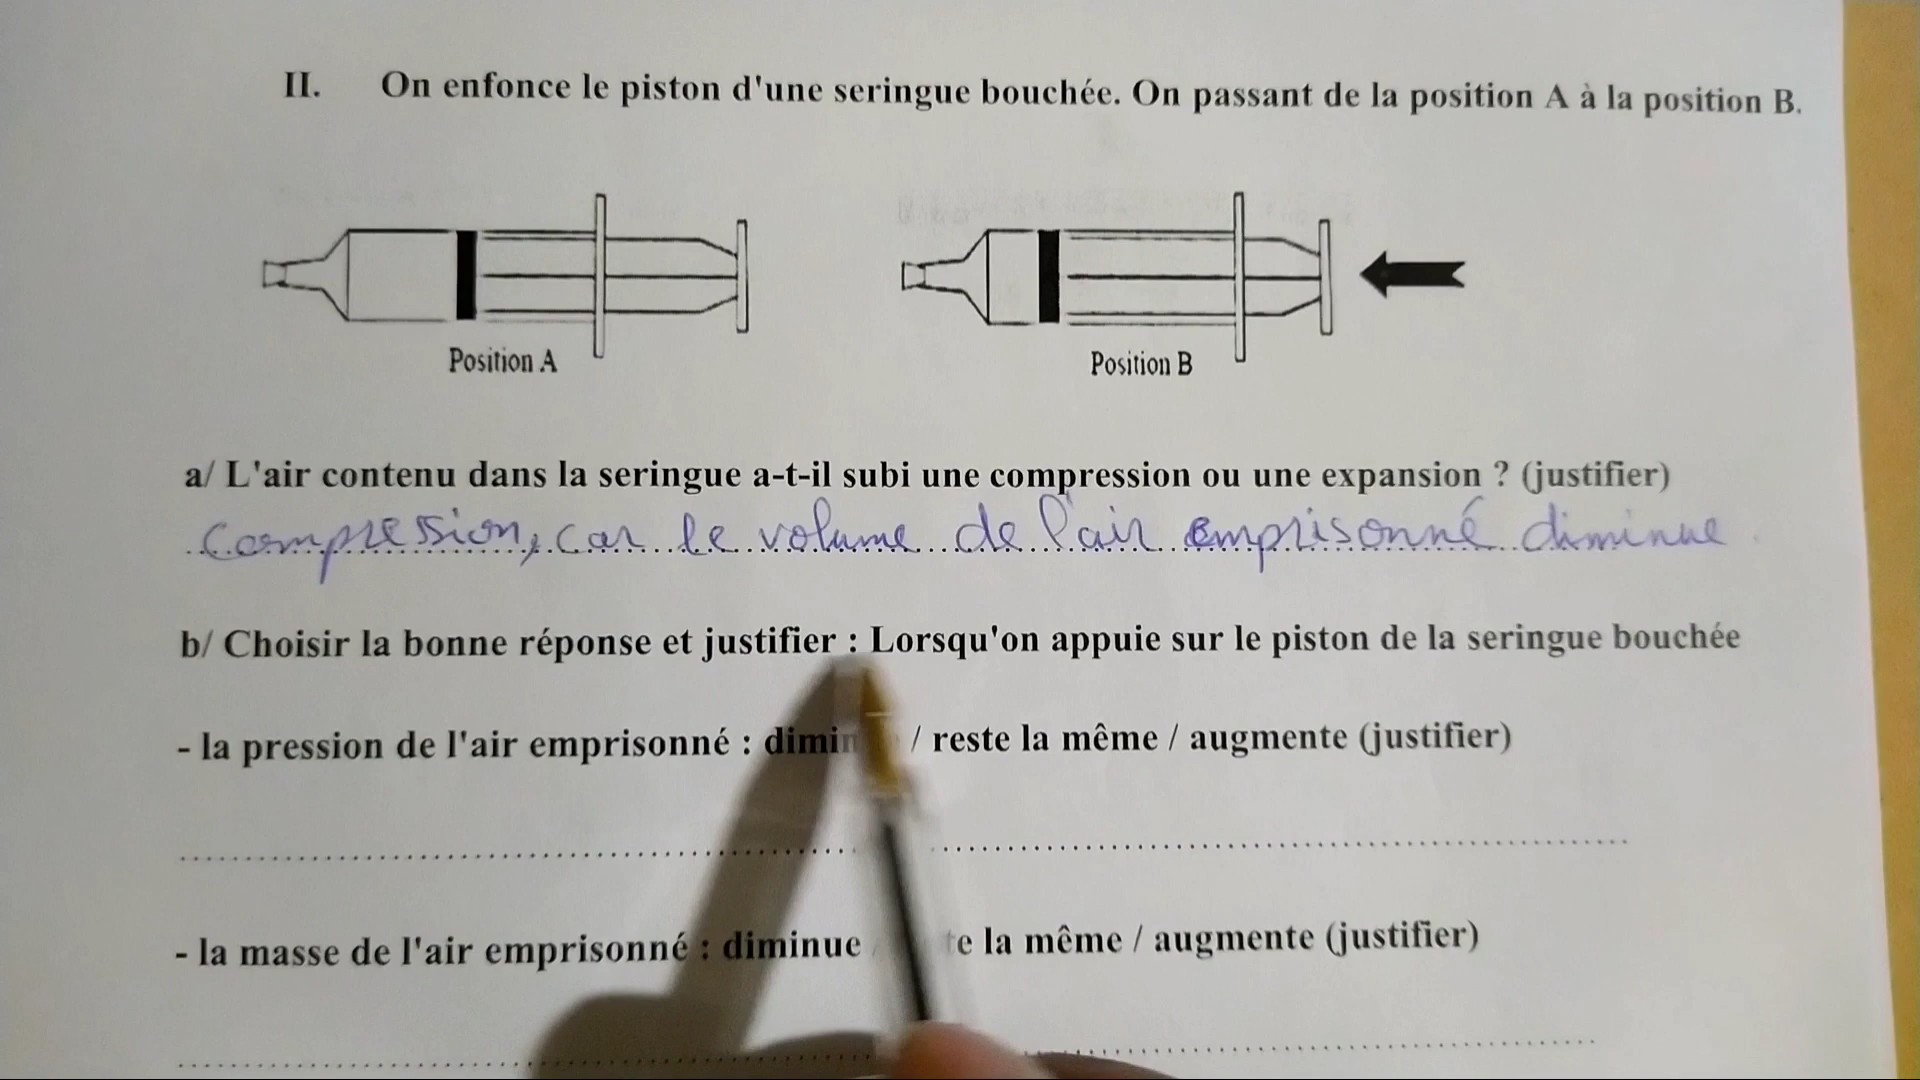 II. On enfonce le piston d'une seringue bouchée. On passant de la position A à la position B.
Position A
Position B
a/ L'air contenu dans la seringue a-t-il subi une compression ou une expansion ? (justifier)
compression, car le volume de l'air emprisonné diminue
b/ Choisir la bonne réponse et justifier : Lorsqu'on appuie sur le piston de la seringue bouchée
- la pression de l'air emprisonné : / reste la même / augmente (justifier)
- la masse de l'air emprisonné : diminue la même / augmente (justifier)